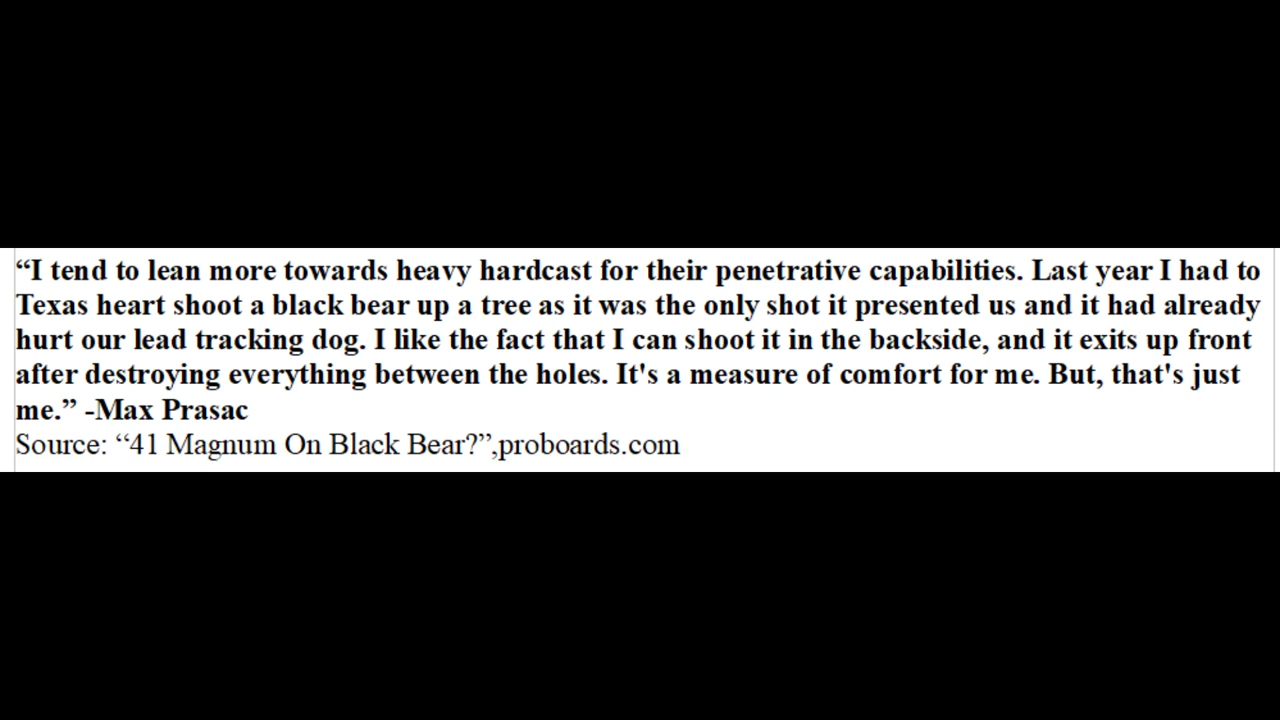 “I tend to lean more towards heavy hardcast for their penetrative capabilities. Last year I had to
Texas heart shoot a black bear up a tree as it was the only shot it presented us and it had already
hurt our lead tracking dog. I like the fact that I can shoot it in the backside, and it exits up front
after destroying everything between the holes. It's a measure of comfort for me. But, that's just
me.” -Max Prasac
Source: “41 Magnum On Black Bear?”,proboards.com